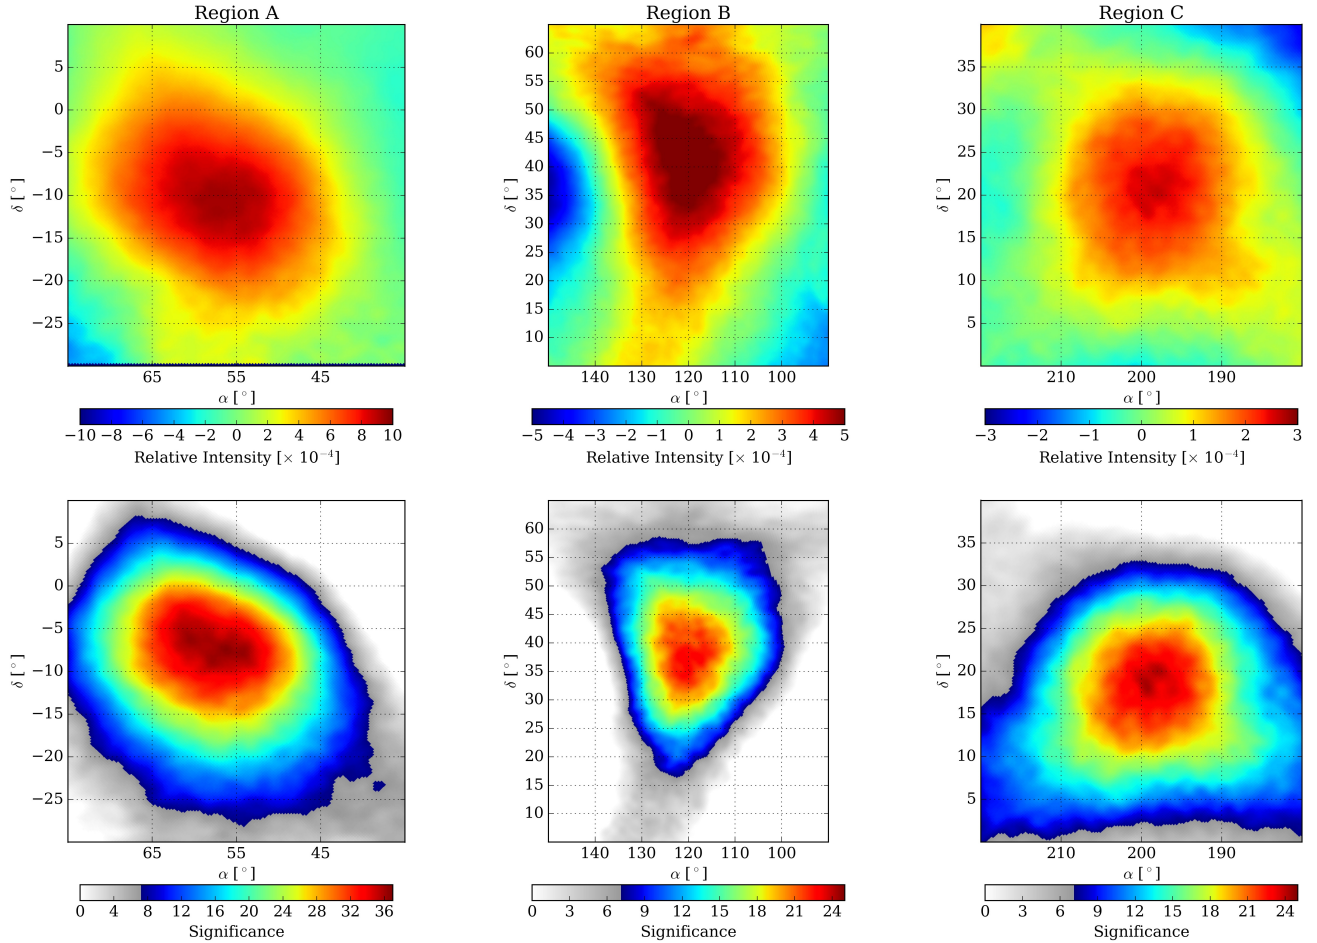 Region A
Region B
Region C
5
0
−5
−10
−15
−20
−25
δ [°]
65 55 45
α [°]
−10 −8 −6 −4 −2 0 2 4 6 8 10
Relative Intensity [× 10⁻⁴]
60
55
50
45
40
35
30
25
20
15
10
δ [°]
140 130 120 110 100
α [°]
−5 −4 −3 −2 −1 0 1 2 3 4 5
Relative Intensity [× 10⁻⁴]
35
30
25
20
15
10
5
δ [°]
210 200 190
α [°]
−3 −2 −1 0 1 2 3
Relative Intensity [× 10⁻⁴]
5
0
−5
−10
−15
−20
−25
δ [°]
65 55 45
α [°]
0 4 8 12 16 20 24 28 32 36
Significance
60
55
50
45
40
35
30
25
20
15
10
δ [°]
140 130 120 110 100
α [°]
0 3 6 9 12 15 18 21 24
Significance
35
30
25
20
15
10
5
δ [°]
210 200 190
α [°]
0 3 6 9 12 15 18 21 24
Significance